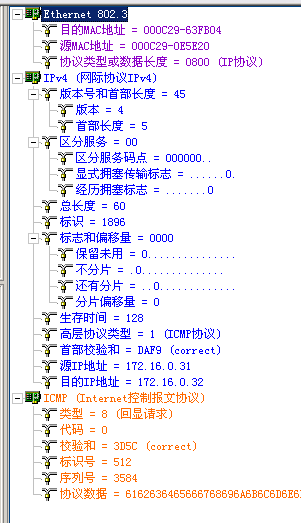 Ethernet 802.3
目的MAC地址 = 000C29-63FB04
源MAC地址 = 000C29-0E5E20
协议类型或数据长度 = 0800 (IP协议)
IPv4 (网际协议IPv4)
版本号和首部长度 = 45
版本 = 4
首部长度 = 5
区分服务 = 00
区分服务码点 = 000000..
显式拥塞传输标志 = ......0.
经历拥塞标志 = .......0
总长度 = 60
标识 = 1896
标志和偏移量 = 0000
保留未用 = 0...............
不分片 = .0..............
还有分片 = ..0.............
分片偏移量 = 0
生存时间 = 128
高层协议类型 = 1 (ICMP协议)
首部校验和 = DAF9 (correct)
源IP地址 = 172.16.0.31
目的IP地址 = 172.16.0.32
ICMP (Internet控制报文协议)
类型 = 8 (回显请求)
代码 = 0
校验和 = 3D5C (correct)
标识号 = 512
序列号 = 3584
协议数据 = 6162636465666768696A6B6C6D6E6